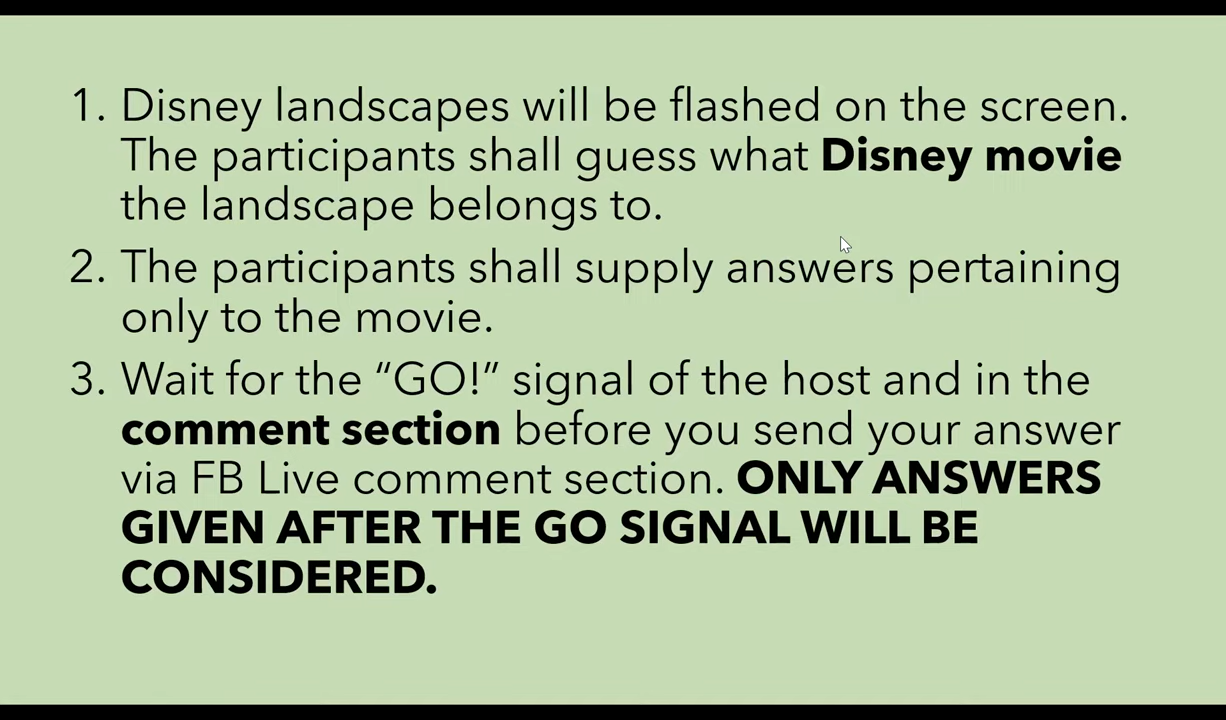 1. Disney landscapes will be flashed on the screen.
The participants shall guess what Disney movie
the landscape belongs to.
2. The participants shall supply answers pertaining
only to the movie.
3. Wait for the “GO!” signal of the host and in the
comment section before you send your answer
via FB Live comment section. ONLY ANSWERS
GIVEN AFTER THE GO SIGNAL WILL BE
CONSIDERED.